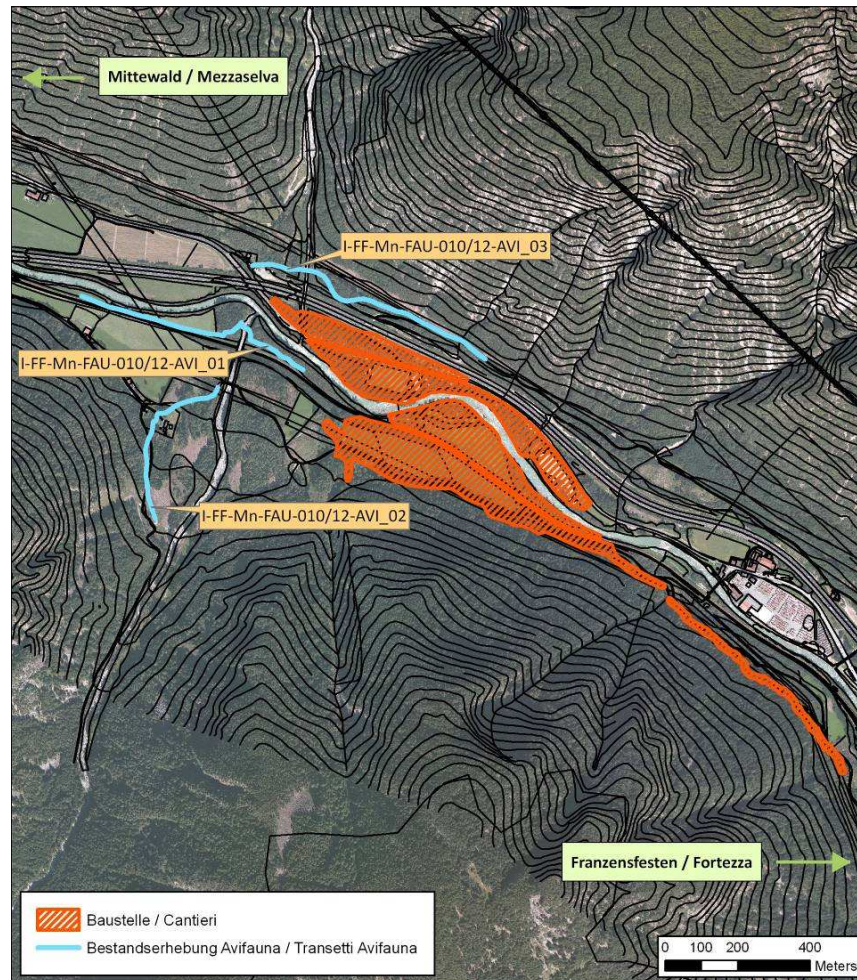 Mittewald / Mezzaselva
I-FF-Mn-FAU-010/12-AVI_03
I-FF-Mn-FAU-010/12-AVI_01
I-FF-Mn-FAU-010/12-AVI_02
Franzensfesten / Fortezza
Baustelle / Cantieri
Bestandserhebung Avifauna / Transetti Avifauna
0 100 200 400
Meters